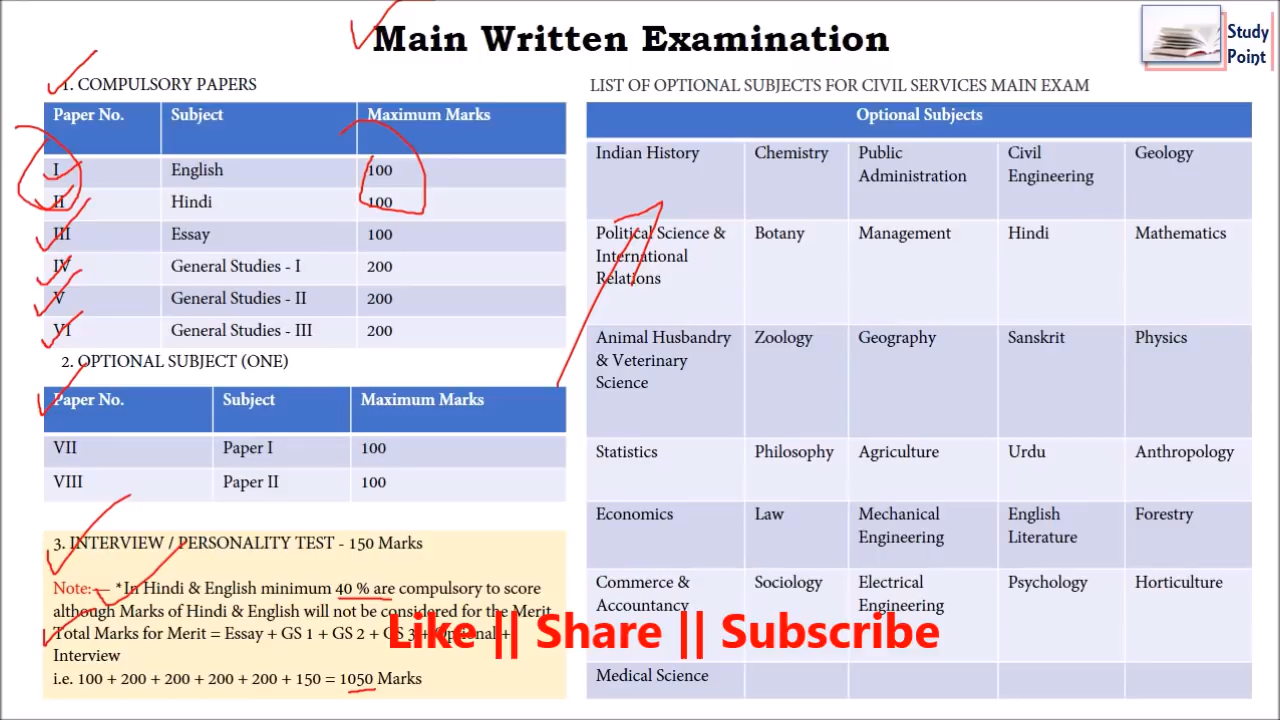 Main Written Examination
Study
Point
1. COMPULSORY PAPERS
Paper No. Subject Maximum Marks
I English 100
II Hindi 100
III Essay 100
IV General Studies - I 200
V General Studies - II 200
VI General Studies - III 200
2. OPTIONAL SUBJECT (ONE)
Paper No. Subject Maximum Marks
VII Paper I 100
VIII Paper II 100
3. INTERVIEW / PERSONALITY TEST - 150 Marks
Note:- *In Hindi & English minimum 40 % are compulsory to score
although Marks of Hindi & English will not be considered for the Merit
Total Marks for Merit = Essay + GS 1 + GS 2 + GS 3 + Optional +
Interview
i.e. 100 + 200 + 200 + 200 + 200 + 150 = 1050 Marks
LIST OF OPTIONAL SUBJECTS FOR CIVIL SERVICES MAIN EXAM
Optional Subjects
Indian History Chemistry Public Civil Geology
Administration Engineering
Political Science & Botany Management Hindi Mathematics
International
Relations
Animal Husbandry Zoology Geography Sanskrit Physics
& Veterinary
Science
Statistics Philosophy Agriculture Urdu Anthropology
Economics Law Mechanical English Forestry
Engineering Literature
Commerce & Sociology Electrical Psychology Horticulture
Accountancy Engineering
Medical Science
Like || Share || Subscribe